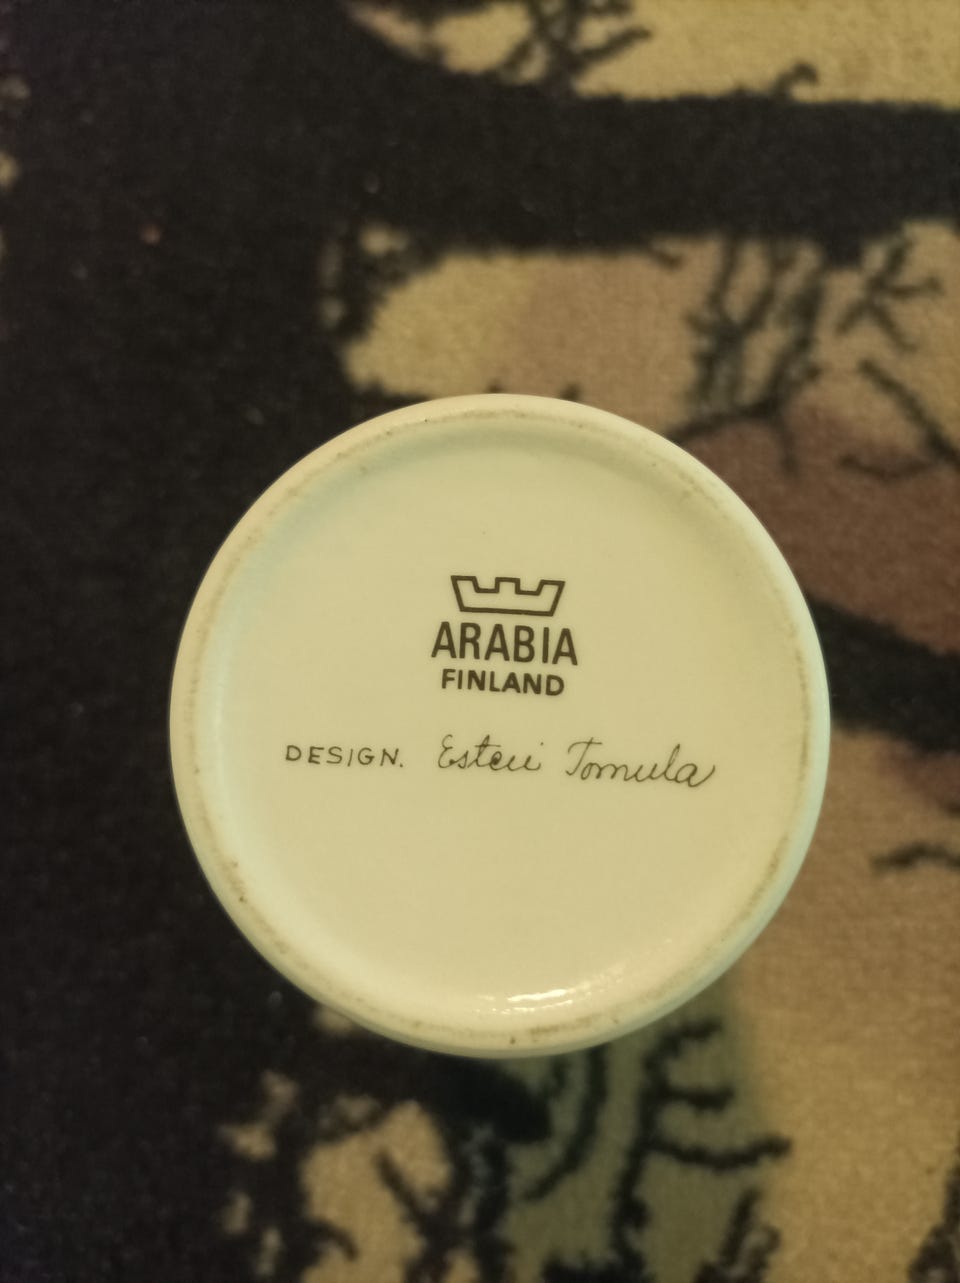 ARABIA
FINLAND
DESIGN. Esteri Tomula